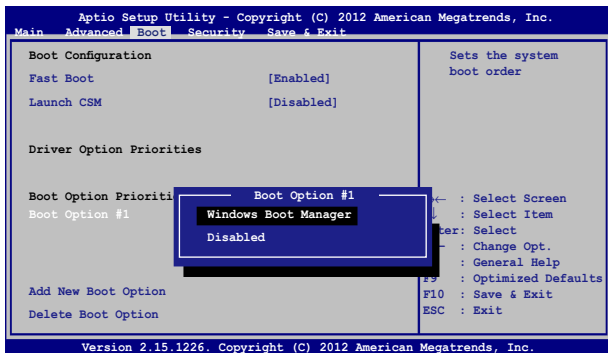 Aptio Setup Utility - Copyright (C) 2012 American Megatrends, Inc.
Main Advanced Boot Security Save & Exit
Boot Configuration
Fast Boot [Enabled]
Launch CSM [Disabled]
Driver Option Priorities
Boot Option Prioriti
Boot Option #1
Add New Boot Option
Delete Boot Option
Boot Option #1
Windows Boot Manager
Disabled
Sets the system
boot order
← : Select Screen
: Select Item
ter: Select
- : Change Opt.
: General Help
F9 : Optimized Defaults
F10 : Save & Exit
ESC : Exit
Version 2.15.1226. Copyright (C) 2012 American Megatrends, Inc.